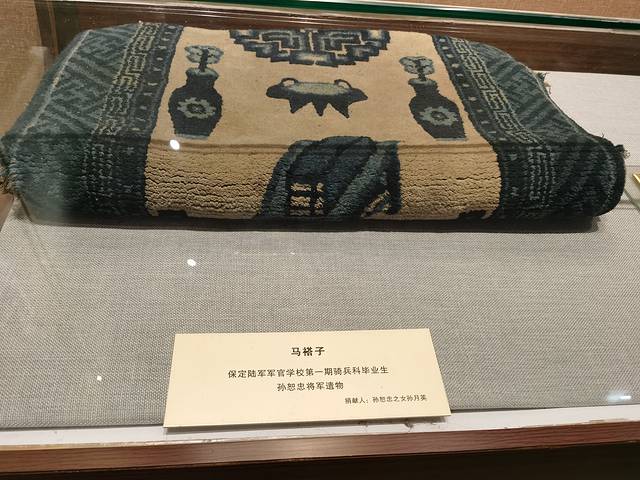 马褡子
保定陆军军官学校第一期骑兵科毕业生
孙恕忠将军遗物
捐献人：孙恕忠之女孙月英